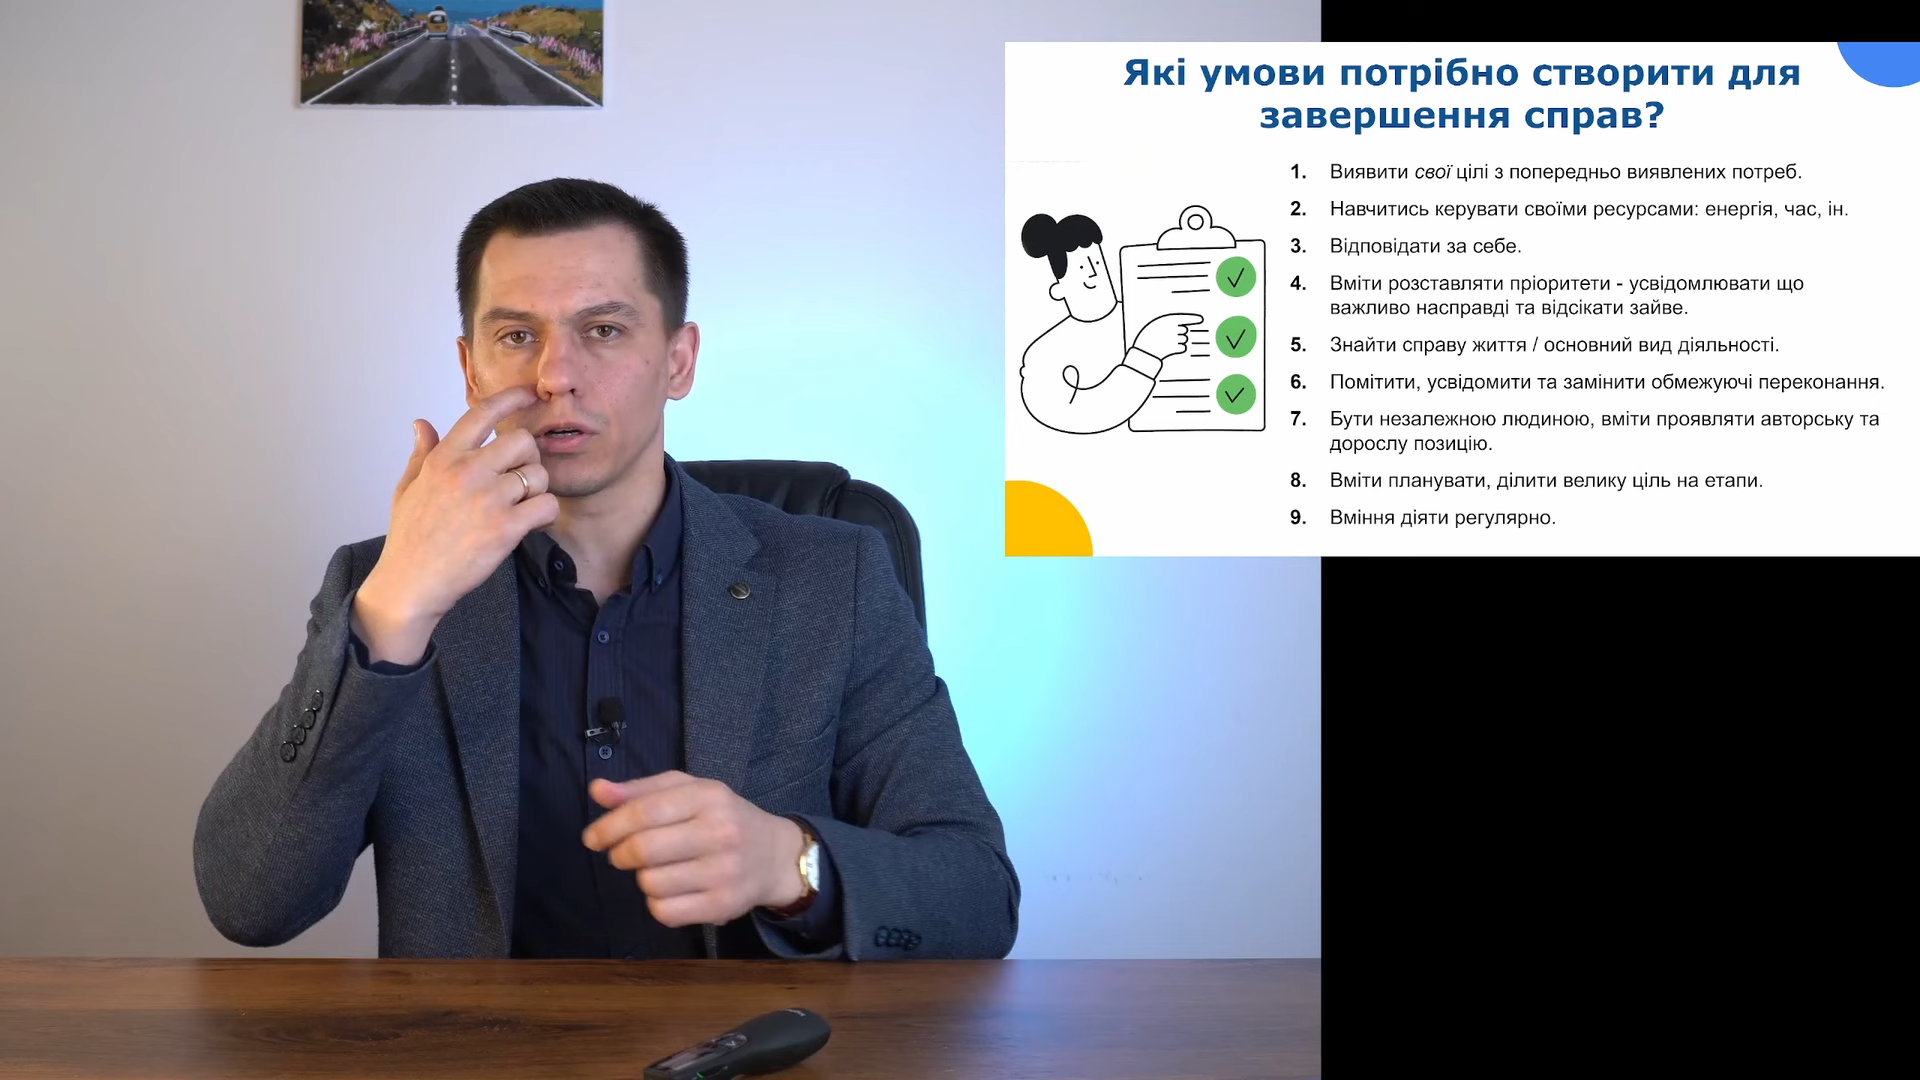 Які умови потрібно створити для
завершення справ?
1. Виявити свої цілі з попередньо виявлених потреб.
2. Навчитись керувати своїми ресурсами: енергія, час, ін.
3. Відповідати за себе.
4. Вміти розставляти пріоритети - усвідомлювати що
важливо насправді та відсікати зайве.
5. Знайти справу життя / основний вид діяльності.
6. Помітити, усвідомити та замінити обмежуючі переконання.
7. Бути незалежною людиною, вміти проявляти авторську та
дорослу позицію.
8. Вміти планувати, ділити велику ціль на етапи.
9. Вміння діяти регулярно.